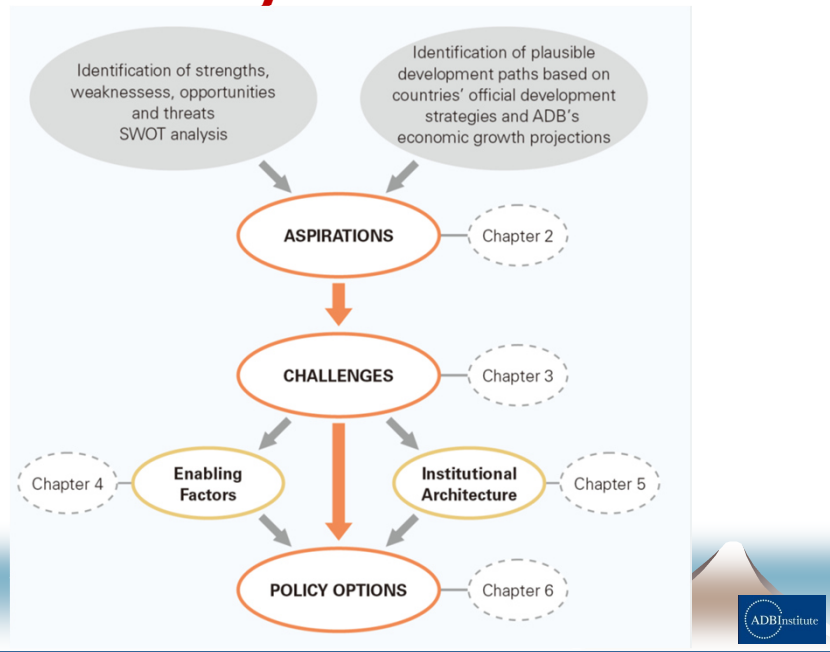 Identification of strengths,
weaknessess, opportunities
and threats
SWOT analysis
Identification of plausible
development paths based on
countries' official development
strategies and ADB's
economic growth projections
ASPIRATIONS
Chapter 2
CHALLENGES
Chapter 3
Chapter 4
Enabling
Factors
Institutional
Architecture
Chapter 5
POLICY OPTIONS
Chapter 6
ADBInstitute